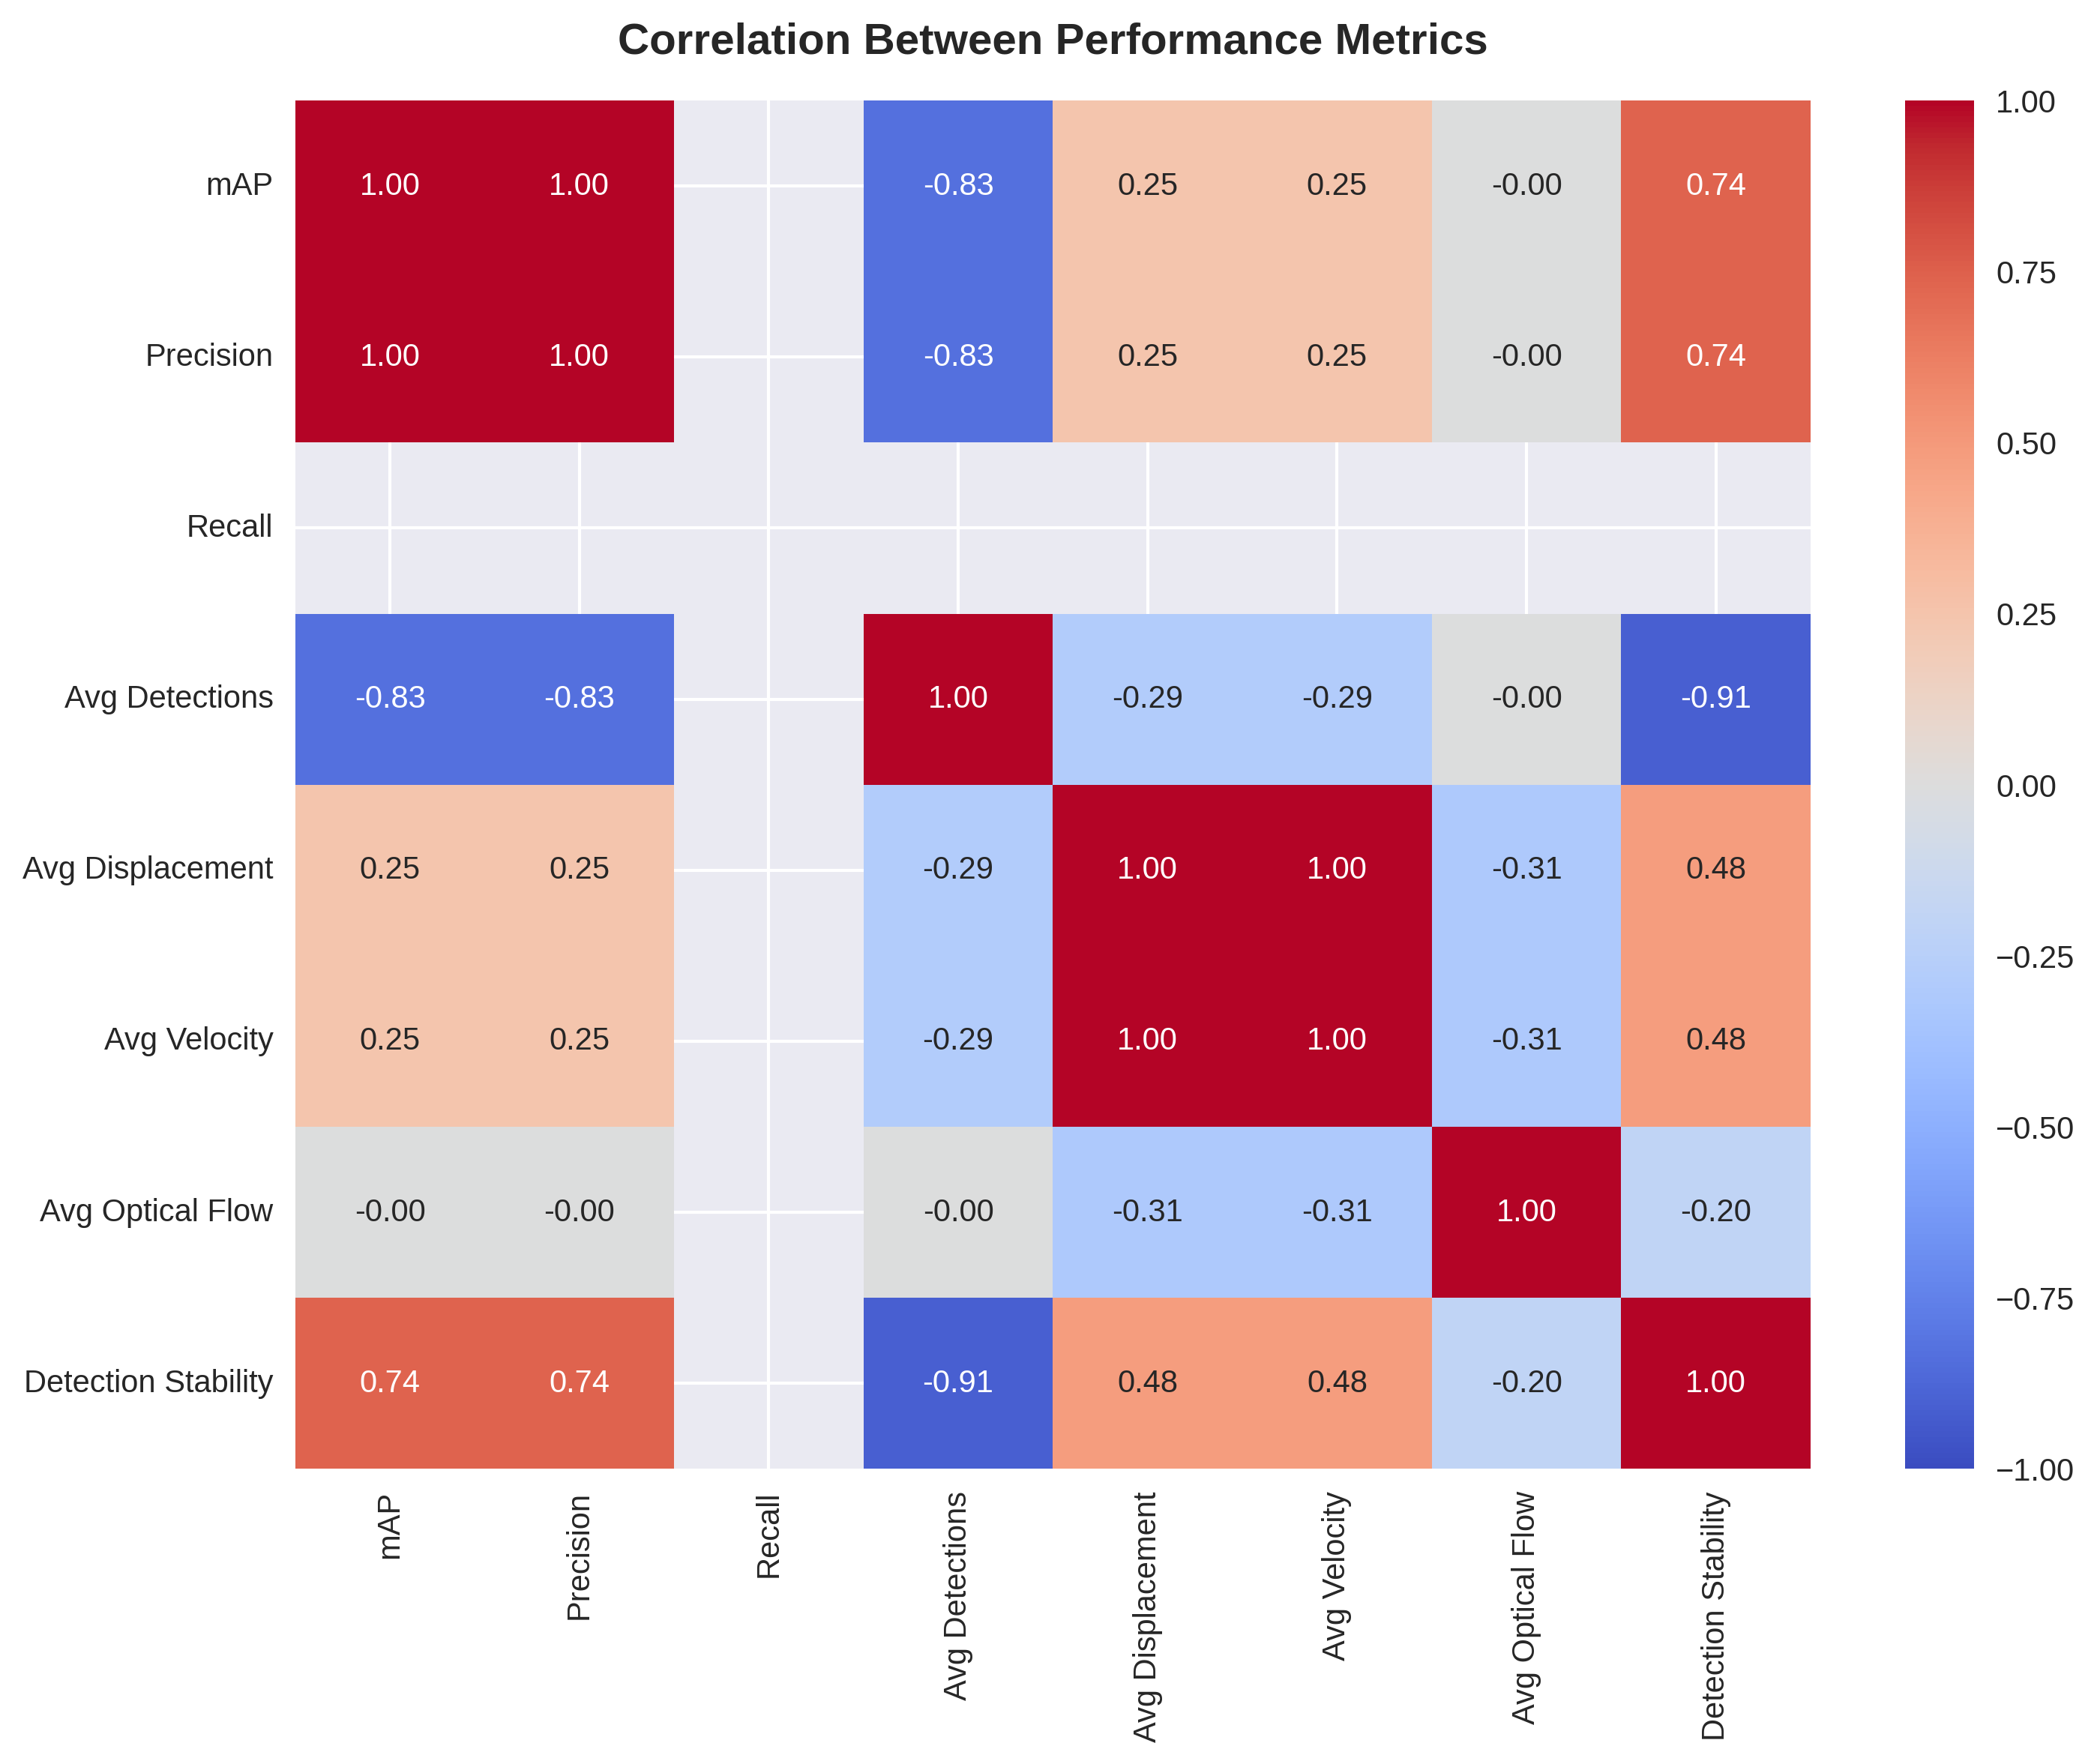 Correlation Between Performance Metrics
mAP 1.00 1.00 -0.83 0.25 0.25 -0.00 0.74
Precision 1.00 1.00 -0.83 0.25 0.25 -0.00 0.74
Recall
Avg Detections -0.83 -0.83 1.00 -0.29 -0.29 -0.00 -0.91
Avg Displacement 0.25 0.25 -0.29 1.00 1.00 -0.31 0.48
Avg Velocity 0.25 0.25 -0.29 1.00 1.00 -0.31 0.48
Avg Optical Flow -0.00 -0.00 -0.00 -0.31 -0.31 1.00 -0.20
Detection Stability 0.74 0.74 -0.91 0.48 0.48 -0.20 1.00
mAP
Precision
Recall
Avg Detections
Avg Displacement
Avg Velocity
Avg Optical Flow
Detection Stability
1.00
0.75
0.50
0.25
0.00
−0.25
−0.50
−0.75
−1.00